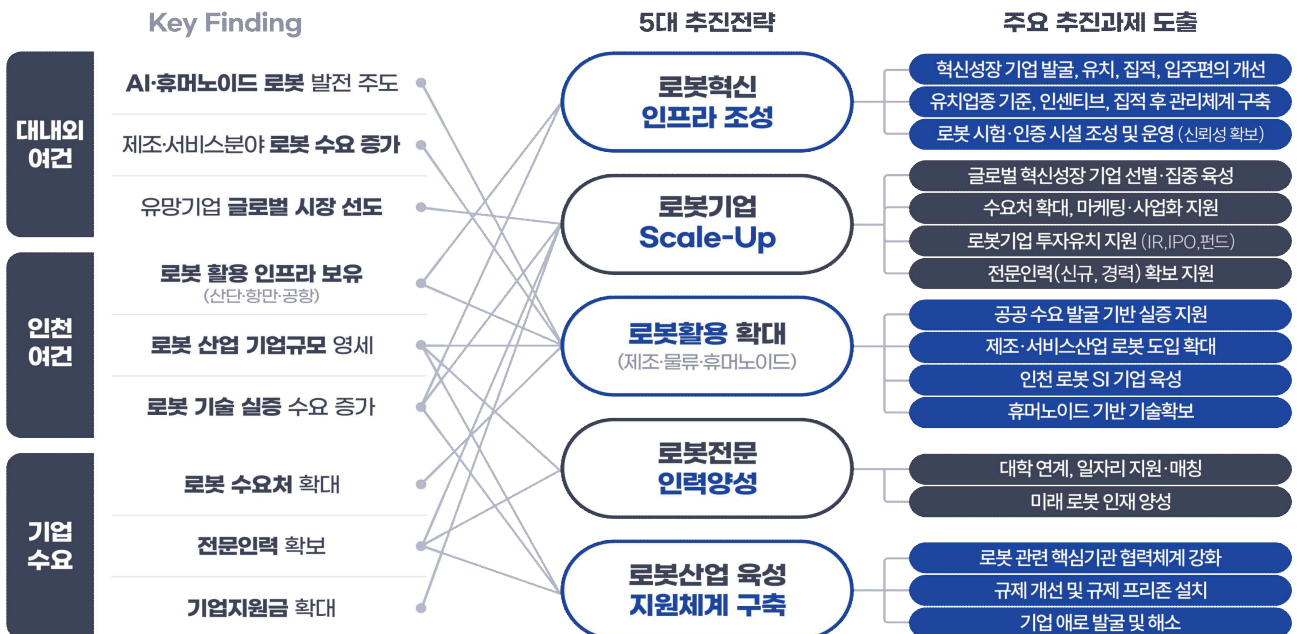 Key Finding
5대 추진전략
주요 추진과제 도출
대내외
여건
AI·휴머노이드 로봇 발전 주도
제조·서비스분야 로봇 수요 증가
유망기업 글로벌 시장 선도
인천
여건
로봇 활용 인프라 보유
(산단·항만·공항)
로봇 산업 기업규모 영세
로봇 기술 실증 수요 증가
기업
수요
로봇 수요처 확대
전문인력 확보
기업지원금 확대
로봇혁신
인프라 조성
로봇기업
Scale-Up
로봇활용 확대
(제조·물류·휴머노이드)
로봇전문
인력양성
로봇산업 육성
지원체계 구축
혁신성장 기업 발굴, 유치, 집적, 입주편의 개선
유치업종 기준, 인센티브, 집적 후 관리체계 구축
로봇 시험·인증 시설 조성 및 운영 (신뢰성 확보)
글로벌 혁신성장 기업 선별·집중 육성
수요처 확대, 마케팅·사업화 지원
로봇기업 투자유치 지원 (IR,IPO,펀드)
전문인력(신규, 경력) 확보 지원
공공 수요 발굴 기반 실증 지원
제조·서비스산업 로봇 도입 확대
인천 로봇 SI 기업 육성
휴머노이드 기반 기술확보
대학 연계, 일자리 지원·매칭
미래 로봇 인재 양성
로봇 관련 핵심기관 협력체계 강화
규제 개선 및 규제 프리존 설치
기업 애로 발굴 및 해소